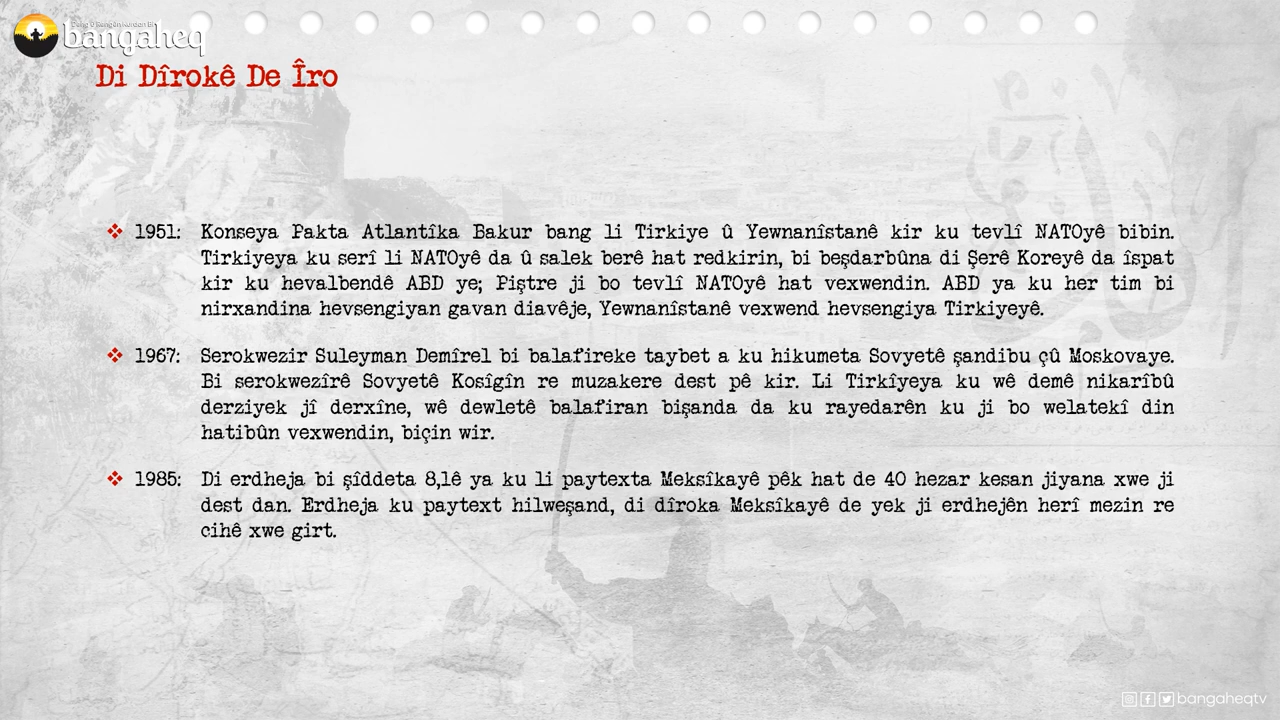 bangaheq
Di Dîrokê De Îro
❖ 1951: Konseya Pakta Atlantîka Bakur bang li Tirkiye û Yewnanîstanê kir ku tevlî NATOyê bibin.
Tirkiyeya ku serî li NATOyê da û salek berê hat redkirin, bi beşdarbûna di Şerê Koreyê da îspat
kir ku hevalbendê ABD ye; Piştre ji bo tevlî NATOyê hat vexwendin. ABD ya ku her tim bi
nirxandina hevsengiyan gavan diavêje, Yewnanîstanê vexwend hevsengiya Tirkiyeyê.
❖ 1967: Serokwezir Suleyman Demîrel bi balafireke taybet a ku hikumeta Sovyetê şandibu çû Moskovaye.
Bi serokwezîrê Sovyetê Kosîgîn re muzakere dest pê kir. Li Tirkîyeya ku wê demê nikarîbû
derziyek jî derxîne, wê dewletê balafiran bişanda da ku rayedarên ku ji bo welatekî din
hatibûn vexwendin, biçin wir.
❖ 1985: Di erdheja bi şîddeta 8,1ê ya ku li paytexta Meksîkayê pêk hat de 40 hezar kesan jiyana xwe ji
dest dan. Erdheja ku paytext hilweşand, di dîroka Meksîkayê de yek ji erdhejên herî mezin re
cihê xwe girt.
bangaheqtv